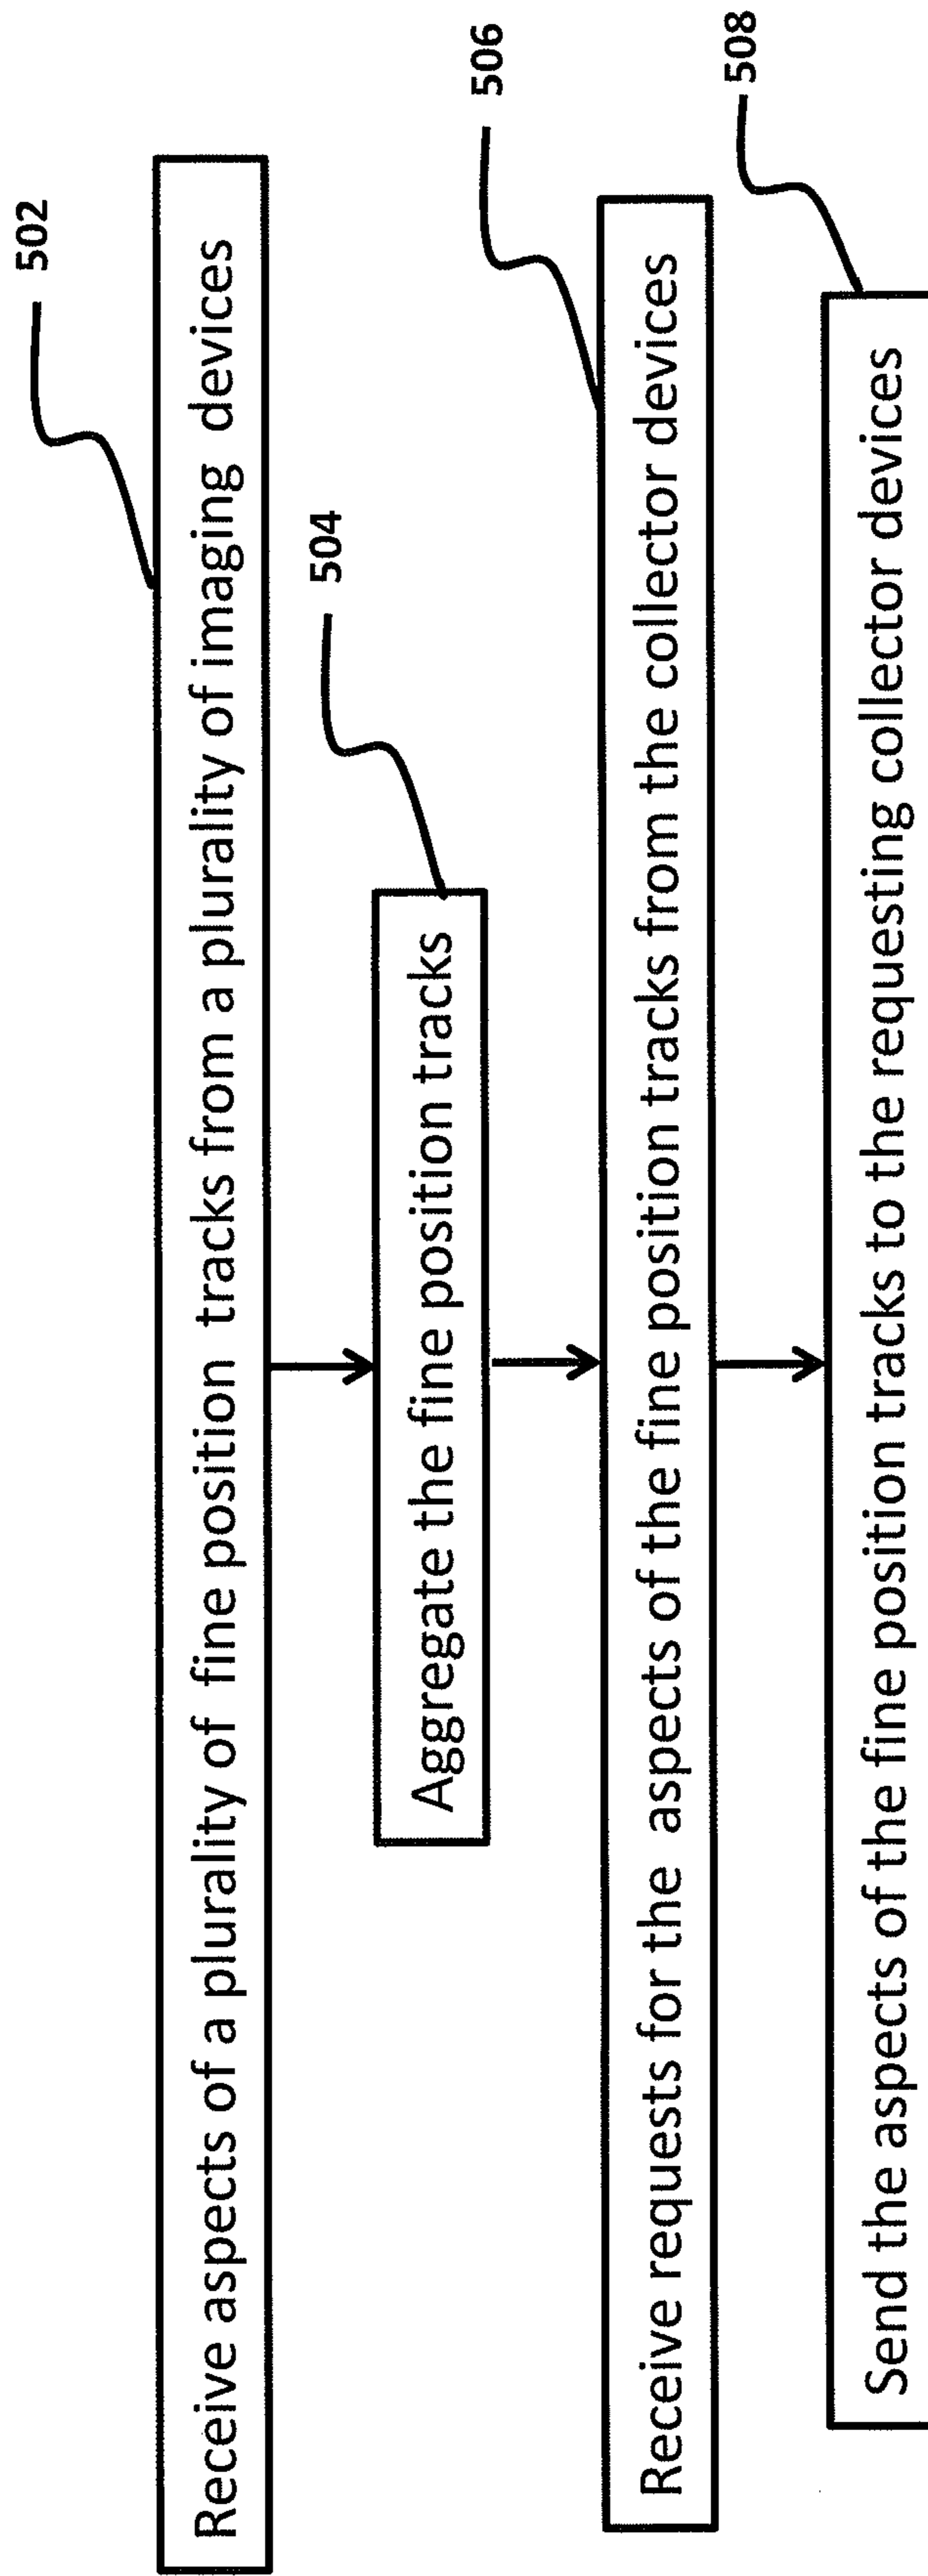 502
Receive aspects of a plurality of fine position tracks from a plurality of imaging devices
504
Aggregate the fine position tracks
506
Receive requests for the aspects of the fine position tracks from the collector devices
508
Send the aspects of the fine position tracks to the requesting collector devices